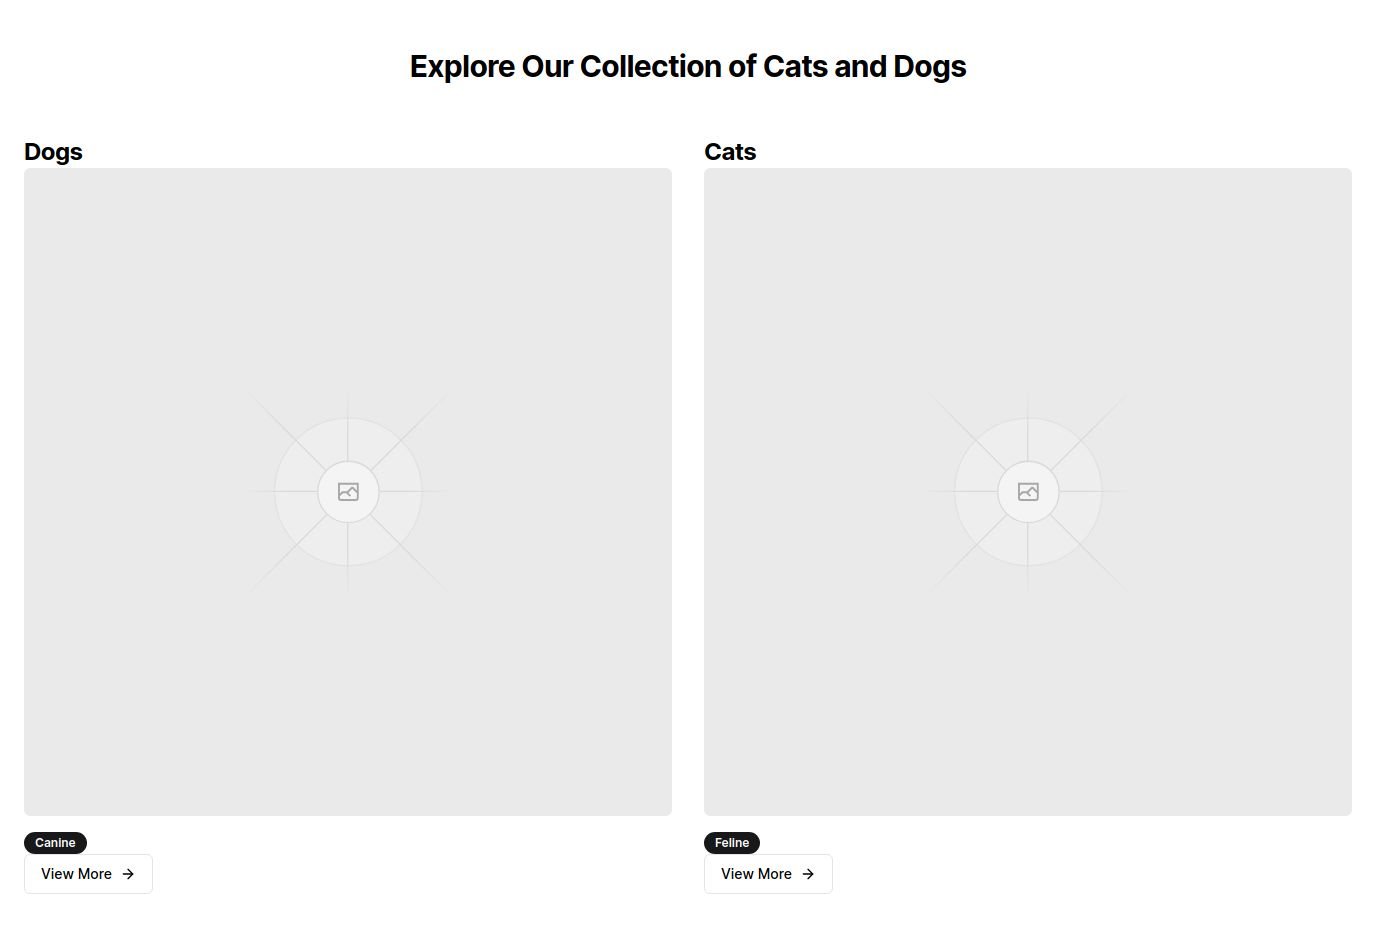 Explore Our Collection of Cats and Dogs
Dogs
Cats
Canine
View More
Feline
View More